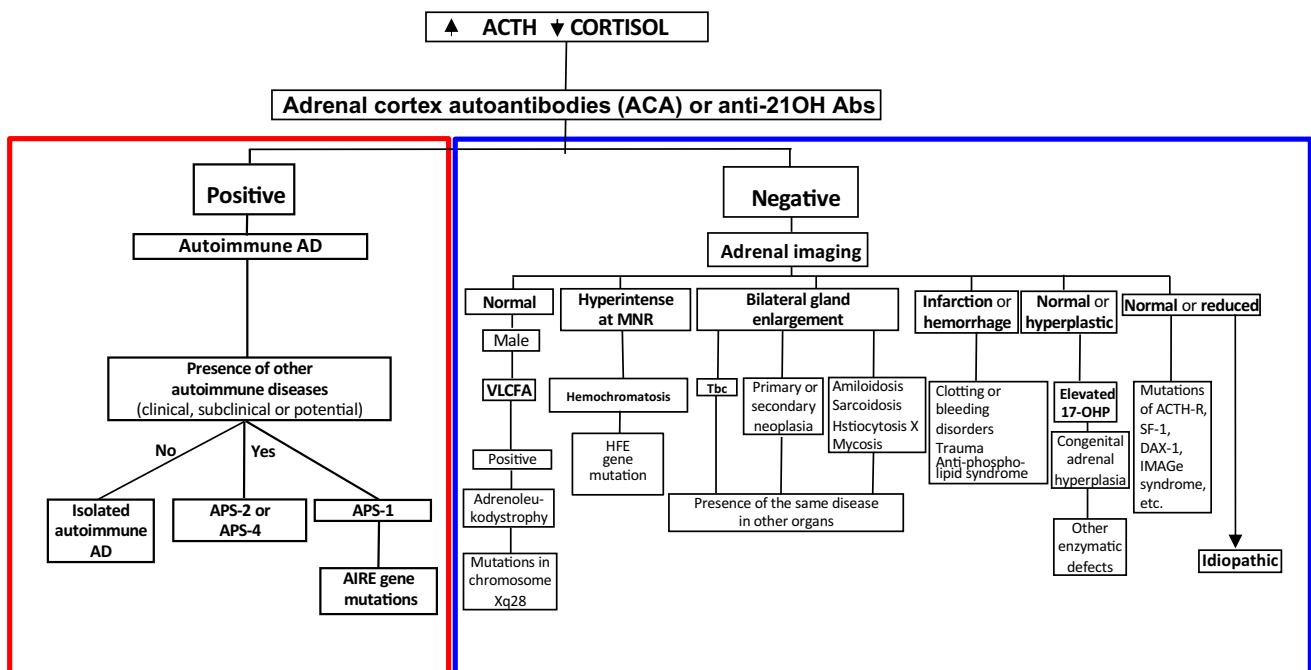 ↑ ACTH ↓ CORTISOL
Adrenal cortex autoantibodies (ACA) or anti-21OH Abs
Positive
Autoimmune AD
Presence of other
autoimmune diseases
(clinical, subclinical or potential)
No
Yes
Isolated
autoimmune
AD
APS-2 or
APS-4
APS-1
AIRE gene
mutations
Negative
Adrenal imaging
Normal
Male
VLCFA
Positive
Adrenoleu-
kodystrophy
Mutations in
chromosome
Xq28
Hyperintense
at MNR
Hemochromatosis
HFE
gene
mutation
Bilateral gland
enlargement
Tbc
Primary or
secondary
neoplasia
Amiloidosis
Sarcoidosis
Hstiocytosis X
Mycosis
Presence of the same disease
in other organs
Infarction or
hemorrhage
Clotting or
bleeding
disorders
Trauma
Anti-phospho-
lipid syndrome
Normal or
hyperplastic
Elevated
17-OHP
Congenital
adrenal
hyperplasia
Other
enzymatic
defects
Normal or reduced
Mutations
of ACTH-R,
SF-1,
DAX-1,
IMAGe
syndrome,
etc.
Idiopathic